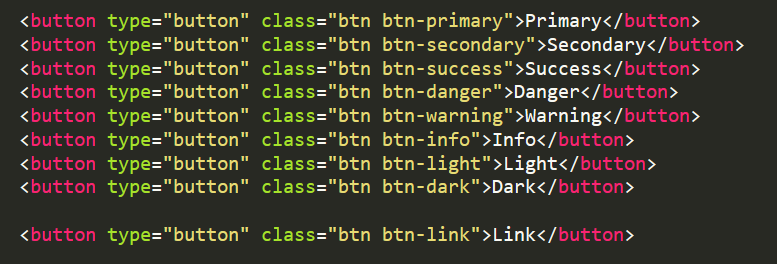 <button type="button" class="btn btn-primary">Primary</button>
<button type="button" class="btn btn-secondary">Secondary</button>
<button type="button" class="btn btn-success">Success</button>
<button type="button" class="btn btn-danger">Danger</button>
<button type="button" class="btn btn-warning">Warning</button>
<button type="button" class="btn btn-info">Info</button>
<button type="button" class="btn btn-light">Light</button>
<button type="button" class="btn btn-dark">Dark</button>
<button type="button" class="btn btn-link">Link</button>